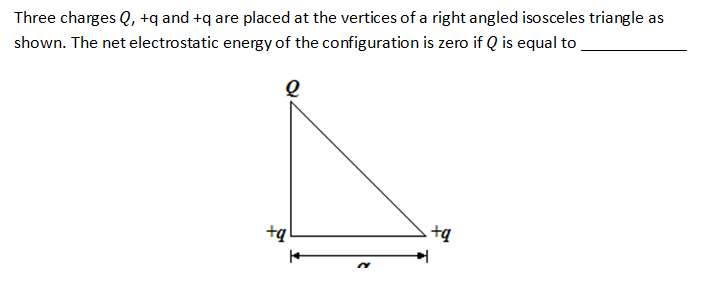 Three charges Q, +q and +q are placed at the vertices of a right angled isosceles triangle as
shown. The net electrostatic energy of the configuration is zero if Q is equal to ____________
Q
+q +q